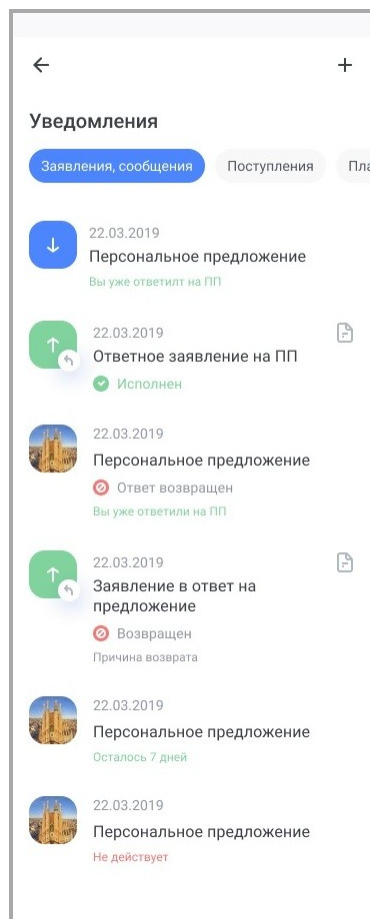 Уведомления
Заявления, сообщения
Поступления
Пла
22.03.2019
Персональное предложение
Вы уже ответилт на ПП
22.03.2019
Ответное заявление на ПП
Исполнен
22.03.2019
Персональное предложение
Ответ возвращен
Вы уже ответили на ПП
22.03.2019
Заявление в ответ на
предложение
Возвращен
Причина возврата
22.03.2019
Персональное предложение
Осталось 7 дней
22.03.2019
Персональное предложение
Не действует